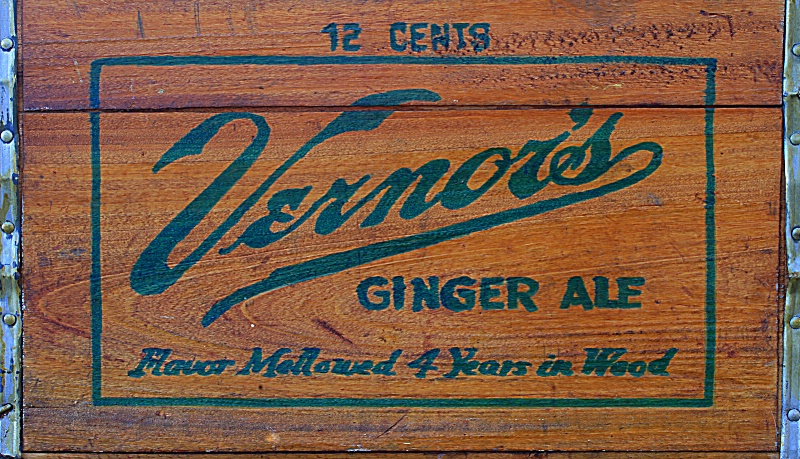 12 CENTS
Vernor's
GINGER ALE
Flavor Mellowed 4 Years in Wood